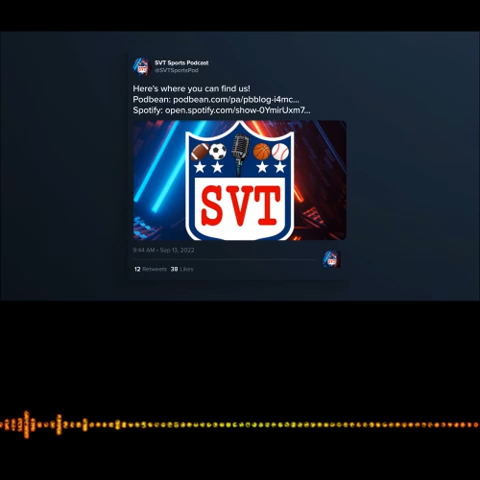 SVT Sports Podcast
@SVTSportsPod
Here's where you can find us!
Podbean: podbean.com/pa/pbblog-i4mc...
Spotify: open.spotify.com/show-0YmirUxm7...
SVT
9:44 AM • Sep 13, 2022
12 Retweets 38 Likes